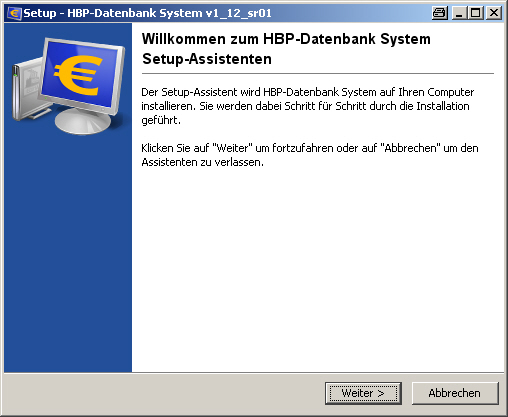 Setup - HBP-Datenbank System v1_12_sr01
Willkommen zum HBP-Datenbank System
Setup-Assistenten
Der Setup-Assistent wird HBP-Datenbank System auf Ihren Computer
installieren. Sie werden dabei Schritt für Schritt durch die Installation
geführt.
Klicken Sie auf "Weiter" um fortzufahren oder auf "Abbrechen" um den
Assistenten zu verlassen.
Weiter >
Abbrechen